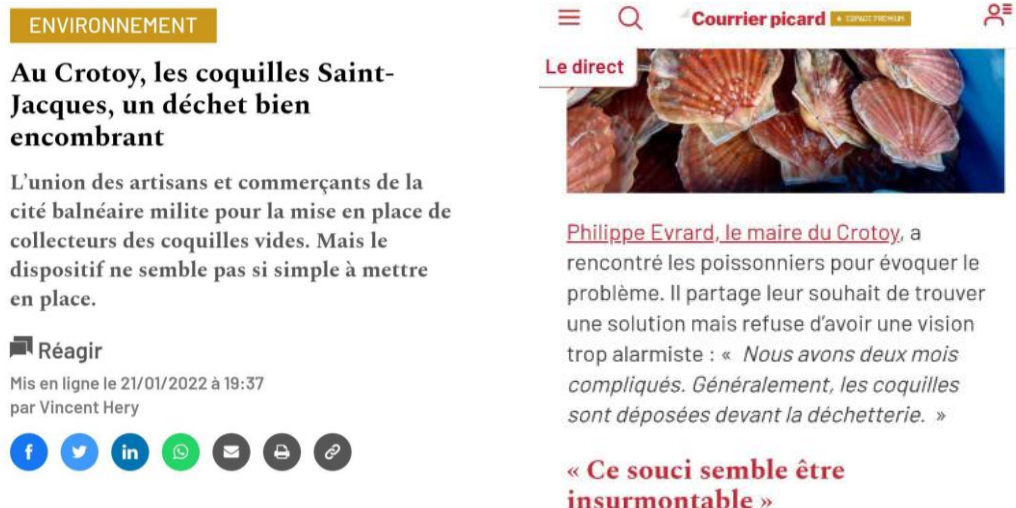 ENVIRONNEMENT
Au Crotoy, les coquilles Saint-
Jacques, un déchet bien
encombrant
L'union des artisans et commerçants de la
cité balnéaire milite pour la mise en place de
collecteurs des coquilles vides. Mais le
dispositif ne semble pas si simple à mettre
en place.
Réagir
Mis en ligne le 21/01/2022 à 19:37
par Vincent Hery
Courrier picard ESPACE PREMIUM
Le direct
Philippe Evrard, le maire du Crotoy, a
rencontré les poissonniers pour évoquer le
problème. Il partage leur souhait de trouver
une solution mais refuse d'avoir une vision
trop alarmiste : « Nous avons deux mois
compliqués. Généralement, les coquilles
sont déposées devant la déchetterie. »
« Ce souci semble être
insurmontable »